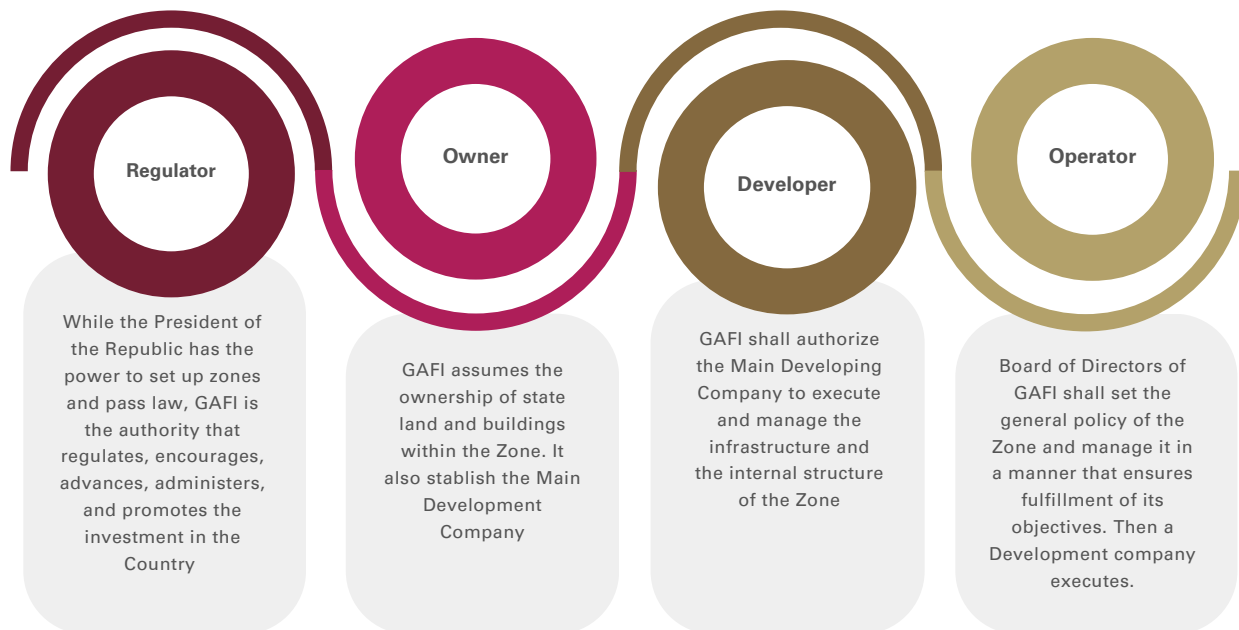 Regulator
While the President of
the Republic has the
power to set up zones
and pass law, GAFI is
the authority that
regulates, encourages,
advances, administers,
and promotes the
investment in the
Country
Owner
GAFI assumes the
ownership of state
land and buildings
within the Zone. It
also stablish the Main
Development
Company
Developer
GAFI shall authorize
the Main Developing
Company to execute
and manage the
infrastructure and
the internal structure
of the Zone
Operator
Board of Directors of
GAFI shall set the
general policy of the
Zone and manage it in
a manner that ensures
fulfillment of its
objectives. Then a
Development company
executes.